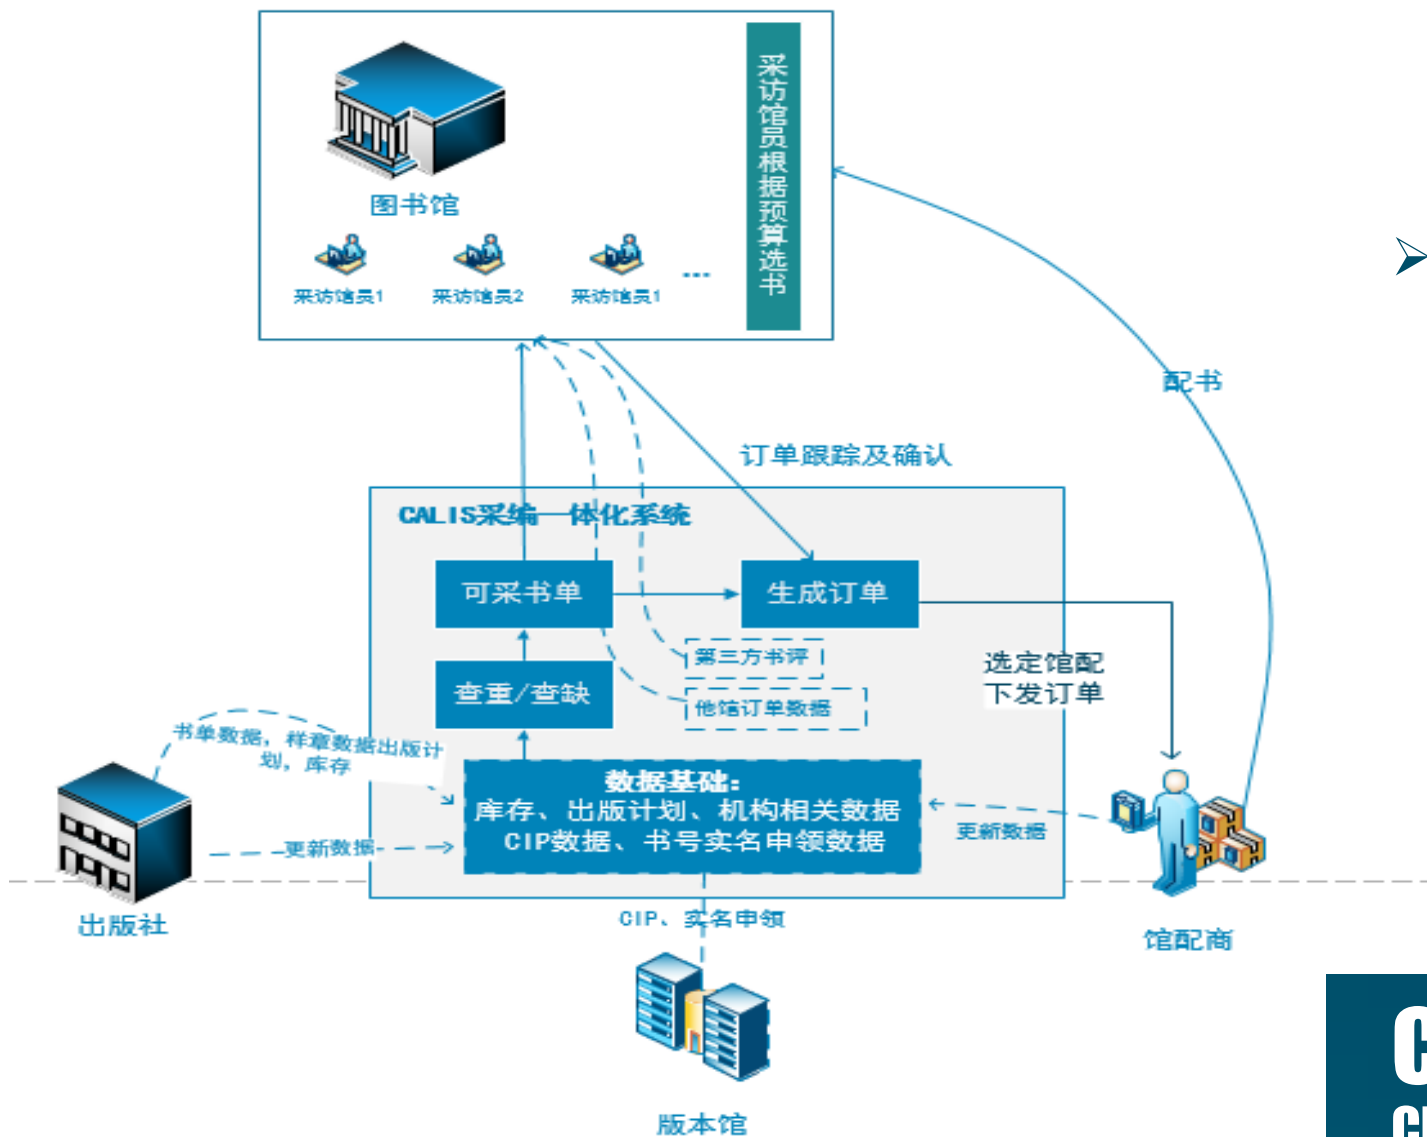 采访馆员根据预算选书
图书馆
采访馆员1
采访馆员2
采访馆员1
...
配书
订单跟踪及确认
CALIS采编一体化系统
可采书单
生成订单
第三方书评
选定馆配
下发订单
查重/查缺
他馆订单数据
书单数据，样章数据出版计
划，库存
数据基础：
库存、出版计划、机构相关数据
CIP数据、书号实名申领数据
更新数据
更新数据
出版社
CIP、实名申领
馆配商
版本馆